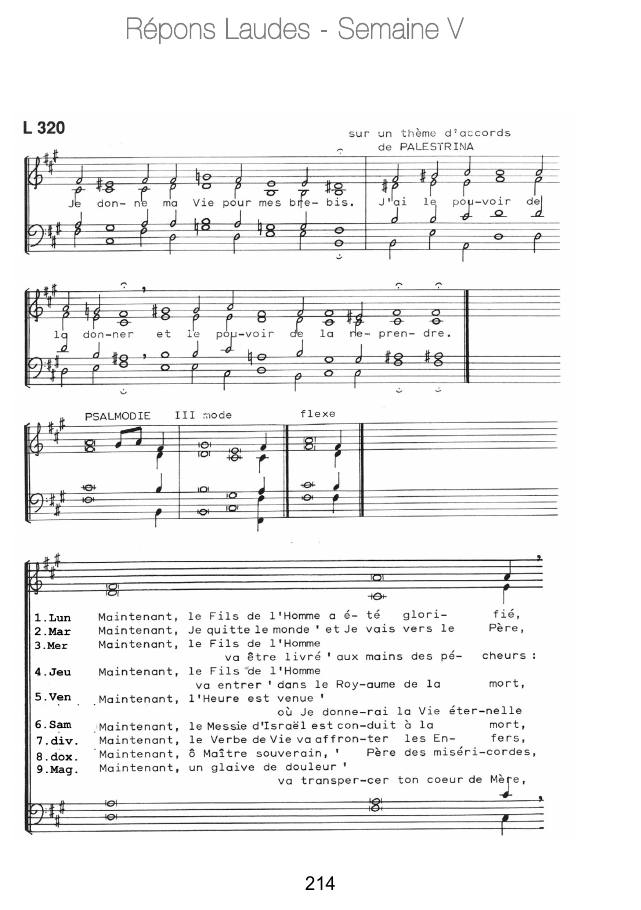 Répons Laudes - Semaine V
L 320
sur un thème d'accords
de PALESTRINA
Je don- ne ma Vie pour mes bre- bis. J'ai le pou-voir de
la don-ner et le pou-voir de la re-pren-dre.
PSALMODIE III mode flexe
1.Lun Maintenant, le Fils de l'Homme a é- té glori- fié,
2.Mar Maintenant, Je quitte le monde ' et Je vais vers le Père,
3.Mer Maintenant, le Fils de l'Homme
va être livré ' aux mains des pé- cheurs :
4.Jeu Maintenant, le Fils de l'Homme
va entrer ' dans le Roy-aume de la mort,
5.Ven Maintenant, l'Heure est venue '
où Je donne-rai la Vie éter-nelle
6.Sam Maintenant, le Messie d'Israël est con-duit à la mort,
7.div. Maintenant, le Verbe de Vie va affron-ter les En- fers,
8.dox. Maintenant, ô Maître souverain, ' Père des miséri-cordes,
9.Mag. Maintenant, un glaive de douleur '
va transper-cer ton coeur de Mère,
214